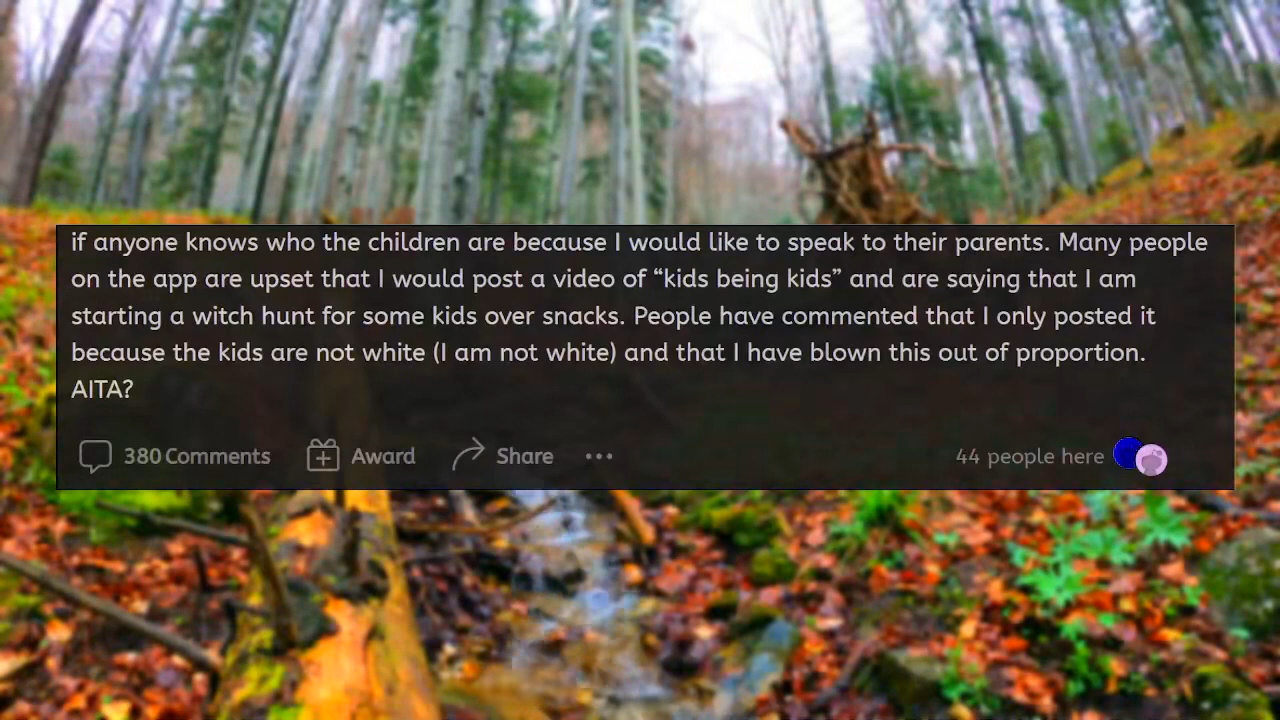 if anyone knows who the children are because I would like to speak to their parents. Many people
on the app are upset that I would post a video of “kids being kids” and are saying that I am
starting a witch hunt for some kids over snacks. People have commented that I only posted it
because the kids are not white (I am not white) and that I have blown this out of proportion.
AITA?
380 Comments Award Share 44 people here